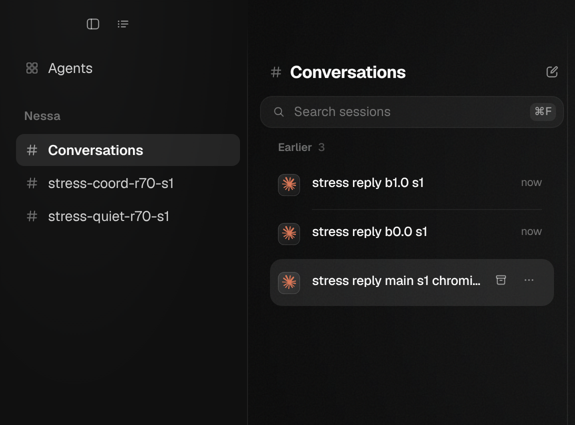 Agents
Nessa
# Conversations
# stress-coord-r70-s1
# stress-quiet-r70-s1
# Conversations
Search sessions ⌘F
Earlier 3
stress reply b1.0 s1 now
stress reply b0.0 s1 now
stress reply main s1 chromi...